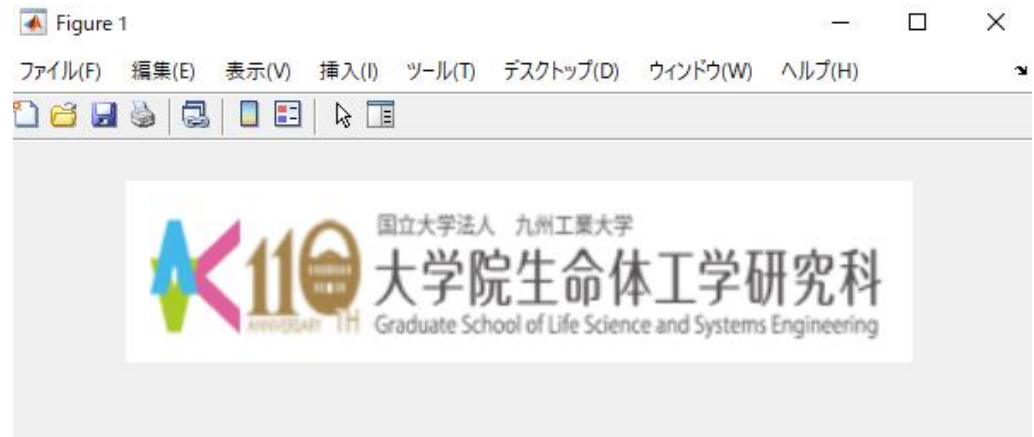 Figure 1
ファイル(F) 編集(E) 表示(V) 挿入(I) ツール(T) デスクトップ(D) ウィンドウ(W) ヘルプ(H)
国立大学法人 九州工業大学
110
大学院生命体工学研究科
ANNIVERSARY TH
Graduate School of Life Science and Systems Engineering